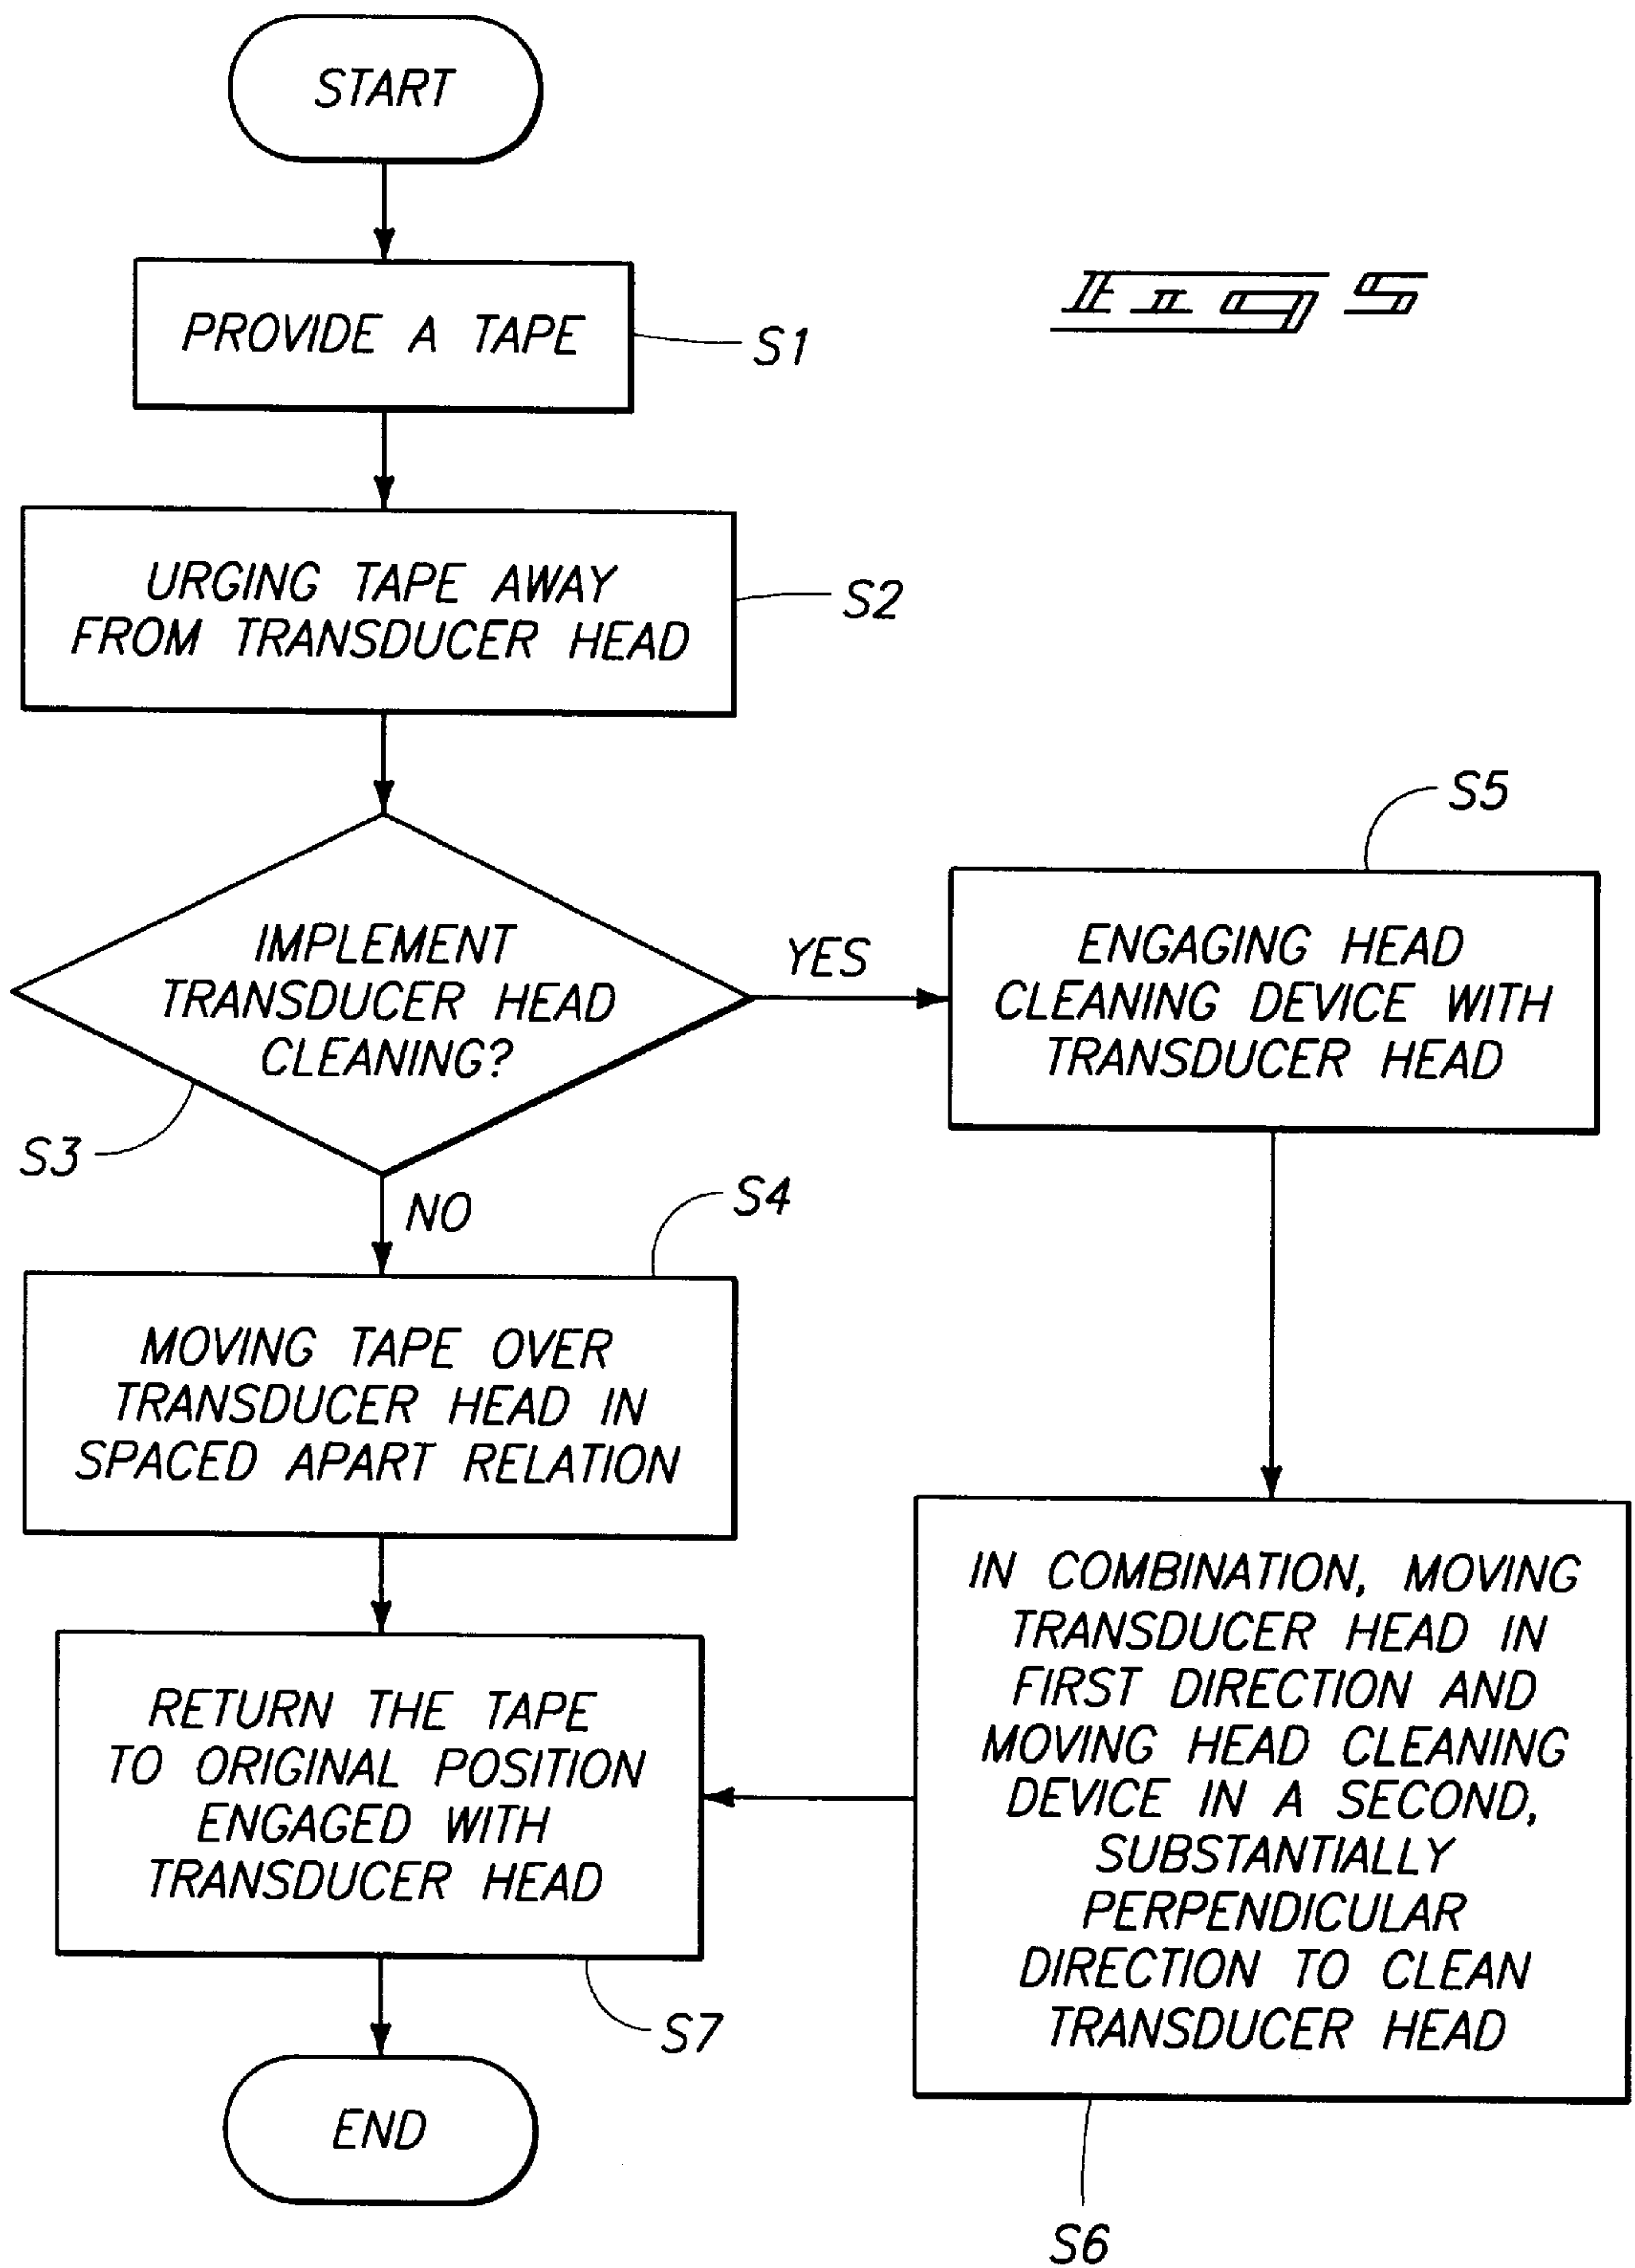 START
Fig 5
PROVIDE A TAPE
S1
URGING TAPE AWAY
FROM TRANSDUCER HEAD
S2
IMPLEMENT
TRANSDUCER HEAD
CLEANING?
S3
YES
NO
S5
ENGAGING HEAD
CLEANING DEVICE WITH
TRANSDUCER HEAD
S4
MOVING TAPE OVER
TRANSDUCER HEAD IN
SPACED APART RELATION
IN COMBINATION, MOVING
TRANSDUCER HEAD IN
FIRST DIRECTION AND
MOVING HEAD CLEANING
DEVICE IN A SECOND,
SUBSTANTIALLY
PERPENDICULAR
DIRECTION TO CLEAN
TRANSDUCER HEAD
S6
RETURN THE TAPE
TO ORIGINAL POSITION
ENGAGED WITH
TRANSDUCER HEAD
S7
END